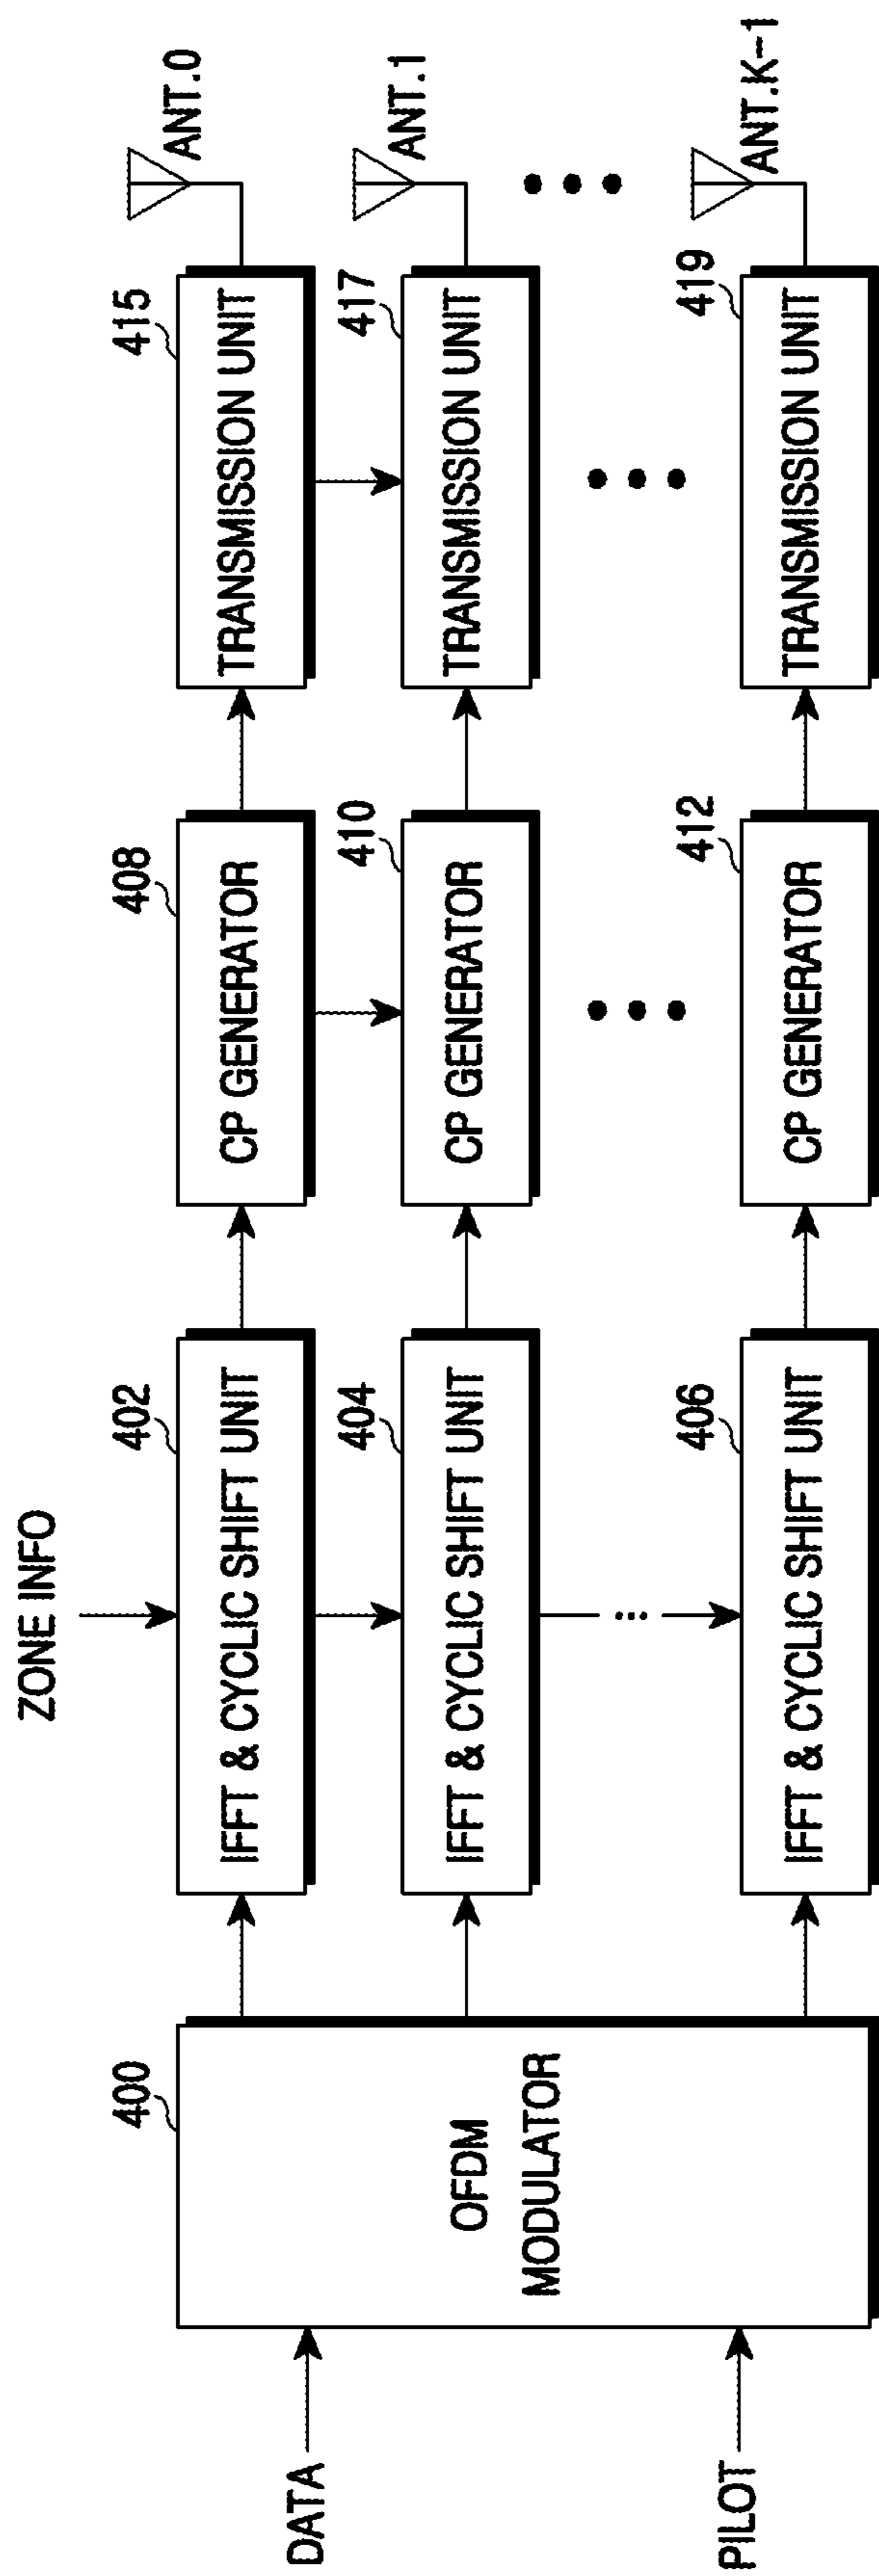 ZONE INFO
DATA
PILOT
400
OFDM
MODULATOR
402
IFFT & CYCLIC SHIFT UNIT
408
CP GENERATOR
415
TRANSMISSION UNIT
ANT.0
404
IFFT & CYCLIC SHIFT UNIT
410
CP GENERATOR
417
TRANSMISSION UNIT
ANT.1
406
IFFT & CYCLIC SHIFT UNIT
412
CP GENERATOR
419
TRANSMISSION UNIT
ANT.K-1